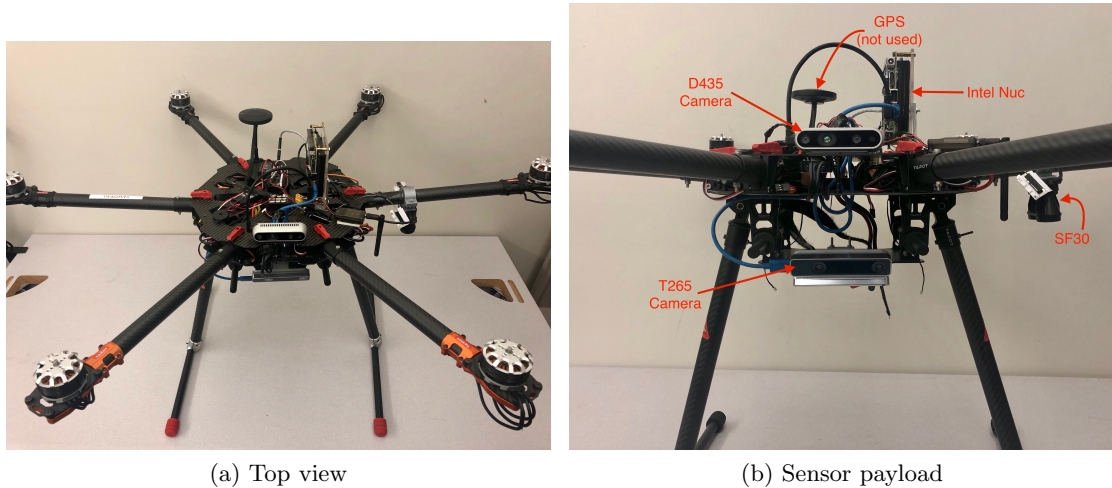 GPS
(not used)
D435
Camera
Intel Nuc
SF30
T265
Camera
(a) Top view
(b) Sensor payload